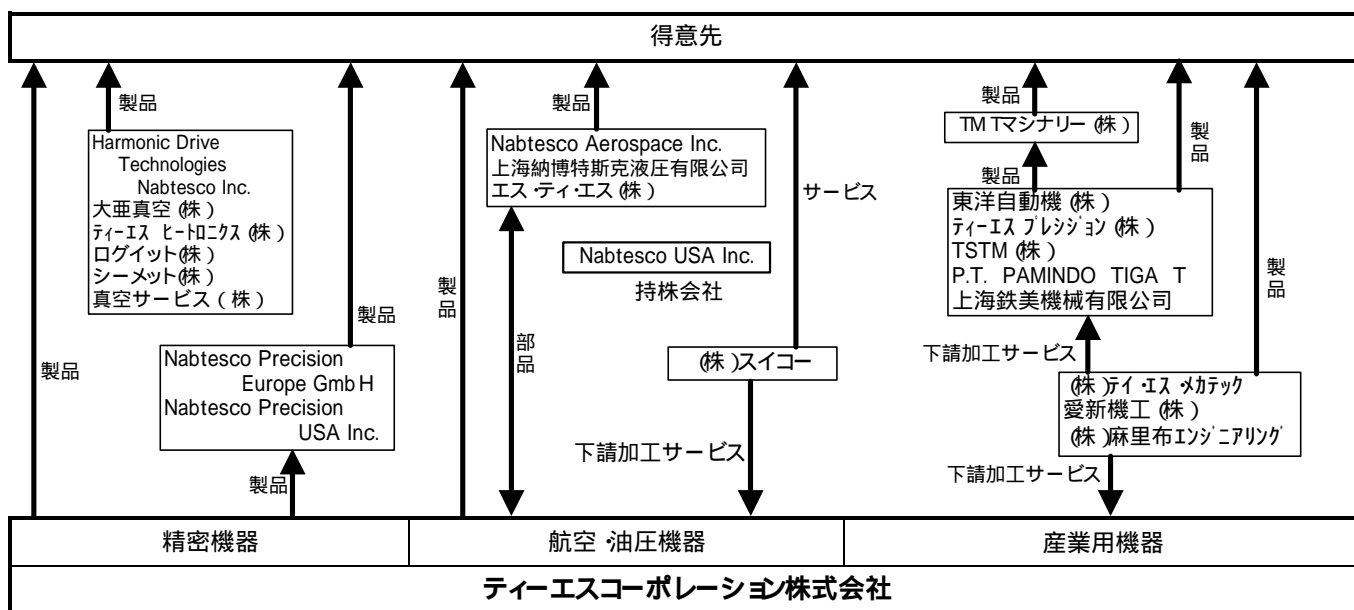 得意先
製品
Harmonic Drive
Technologies
Nabtesco Inc.
大亜真空(株)
ティーエス ヒートロニクス(株)
ログイット(株)
シーメット(株)
真空サービス(株)
製品
製品
Nabtesco Precision
Europe GmbH
Nabtesco Precision
USA Inc.
製品
製品
製品
Nabtesco Aerospace Inc.
上海納博特斯克液圧有限公司
エス・ティ・エス(株)
サービス
Nabtesco USA Inc.
持株会社
部品
(株)スイコー
下請加工サービス
製品
TMTマシナリー(株)
製品
製品
東洋自動機(株)
ティーエス プレシジョン(株)
TSTM(株)
P.T. PAMINDO TIGA T
上海鉄美機械有限公司
製品
下請加工サービス
(株)テイ・エス・メカテック
愛新機工(株)
(株)麻里布エンジニアリング
下請加工サービス
精密機器
航空・油圧機器
産業用機器
ティーエスコーポレーション株式会社